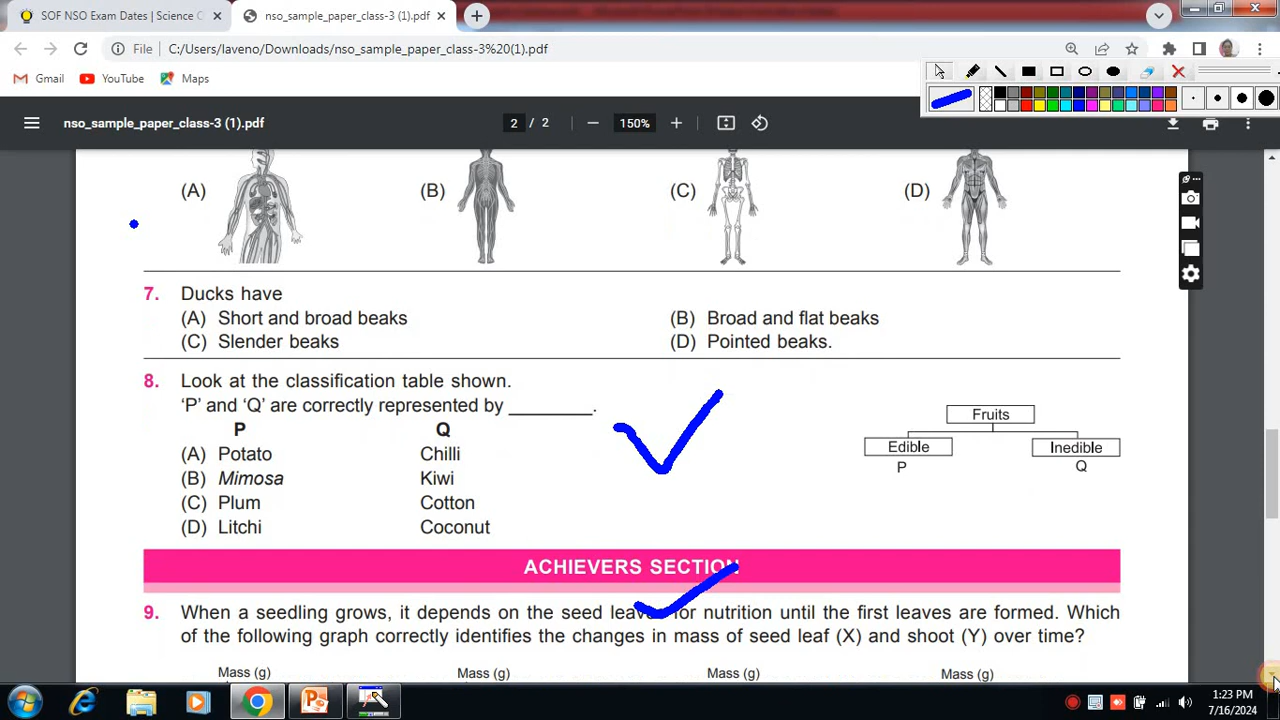 SOF NSO Exam Dates | Science O
nso_sample_paper_class-3 (1).pdf
File
C:/Users/laveno/Downloads/nso_sample_paper_class-3%20(1).pdf
Gmail
YouTube
Maps
nso_sample_paper_class-3 (1).pdf
2 / 2
150%
(A)
(B)
(C)
(D)
7. Ducks have
(A) Short and broad beaks
(B) Broad and flat beaks
(C) Slender beaks
(D) Pointed beaks.
8. Look at the classification table shown.
'P' and 'Q' are correctly represented by ________.
P Q
(A) Potato Chilli
(B) Mimosa Kiwi
(C) Plum Cotton
(D) Litchi Coconut
Fruits
Edible
Inedible
P
Q
ACHIEVERS SECTION
9. When a seedling grows, it depends on the seed leaves for nutrition until the first leaves are formed. Which
of the following graph correctly identifies the changes in mass of seed leaf (X) and shoot (Y) over time?
Mass (g)
Mass (g)
Mass (g)
Mass (g)
1:23 PM
7/16/2024